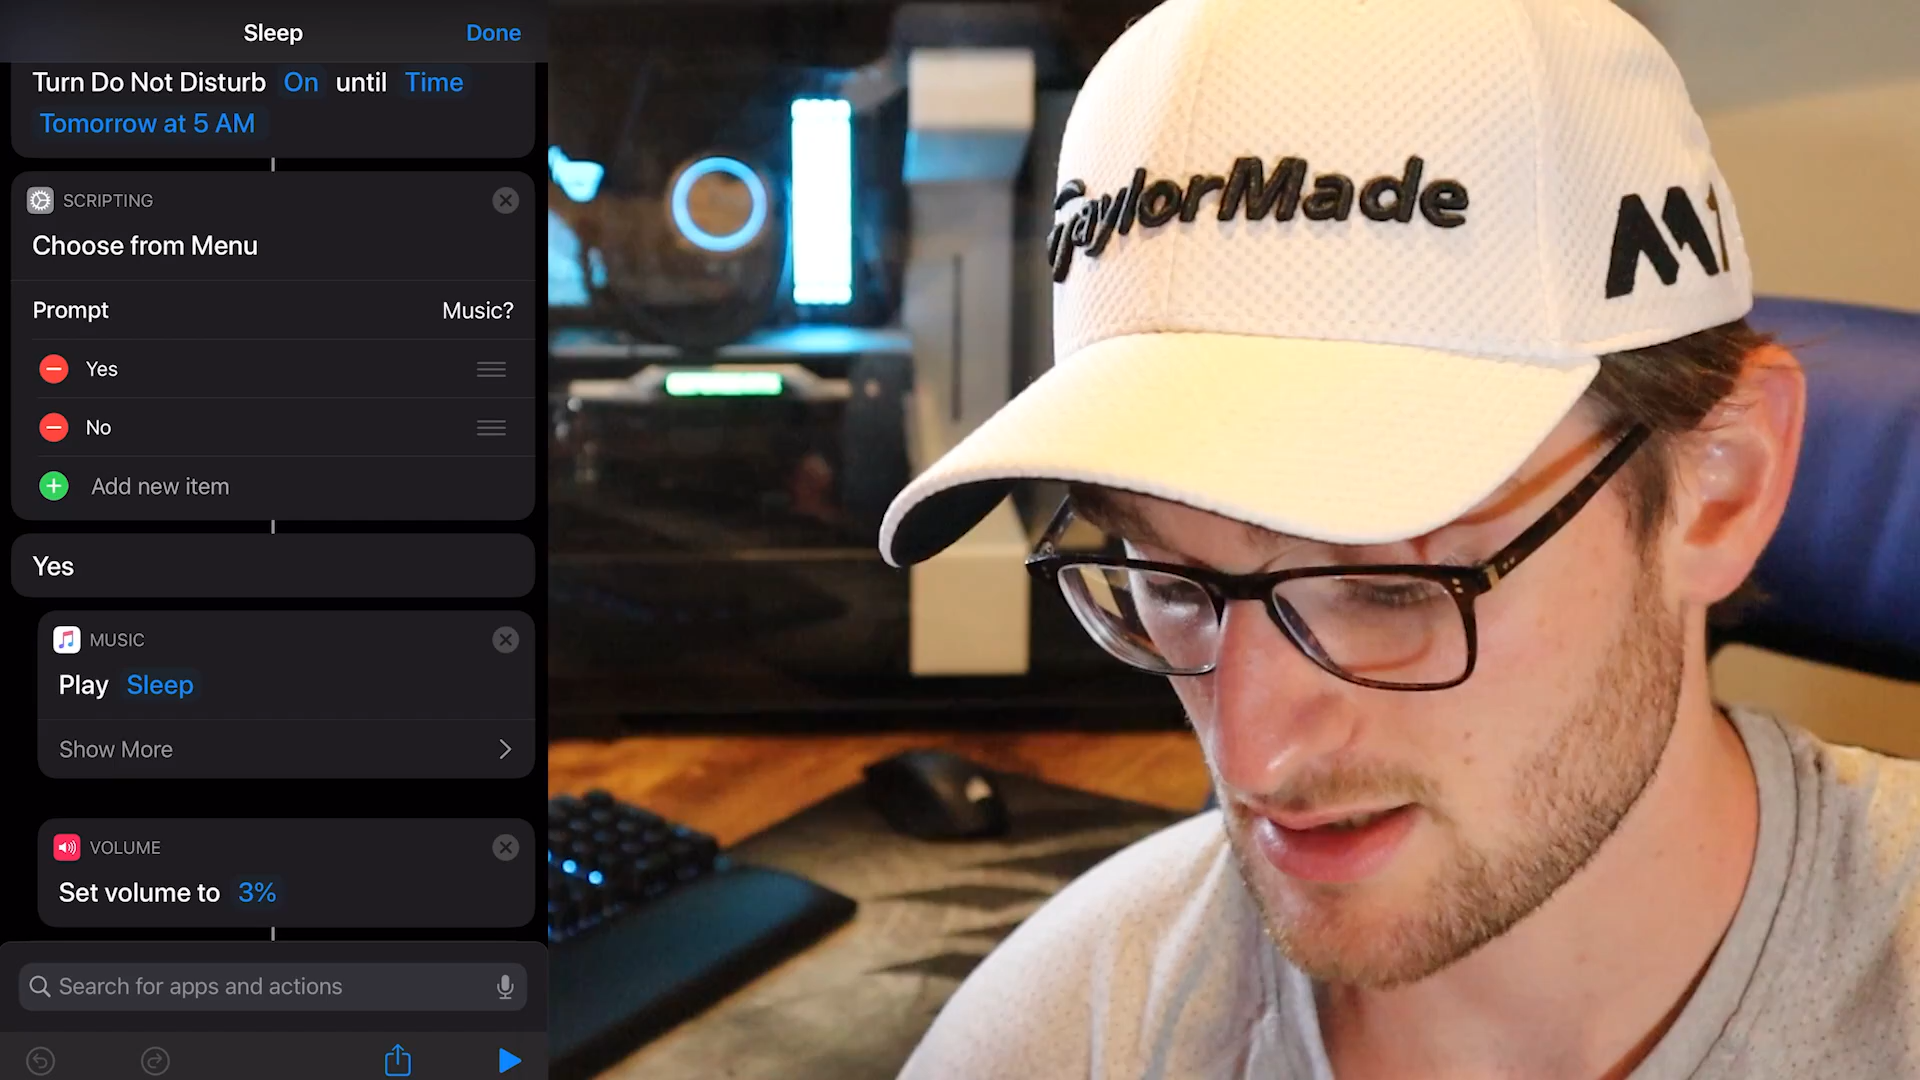 Sleep
Done
Turn Do Not Disturb On until Time
Tomorrow at 5 AM
SCRIPTING
Choose from Menu
Prompt
Music?
Yes
No
Add new item
Yes
MUSIC
Play Sleep
Show More
VOLUME
Set volume to 3%
Search for apps and actions
TaylorMade
M1